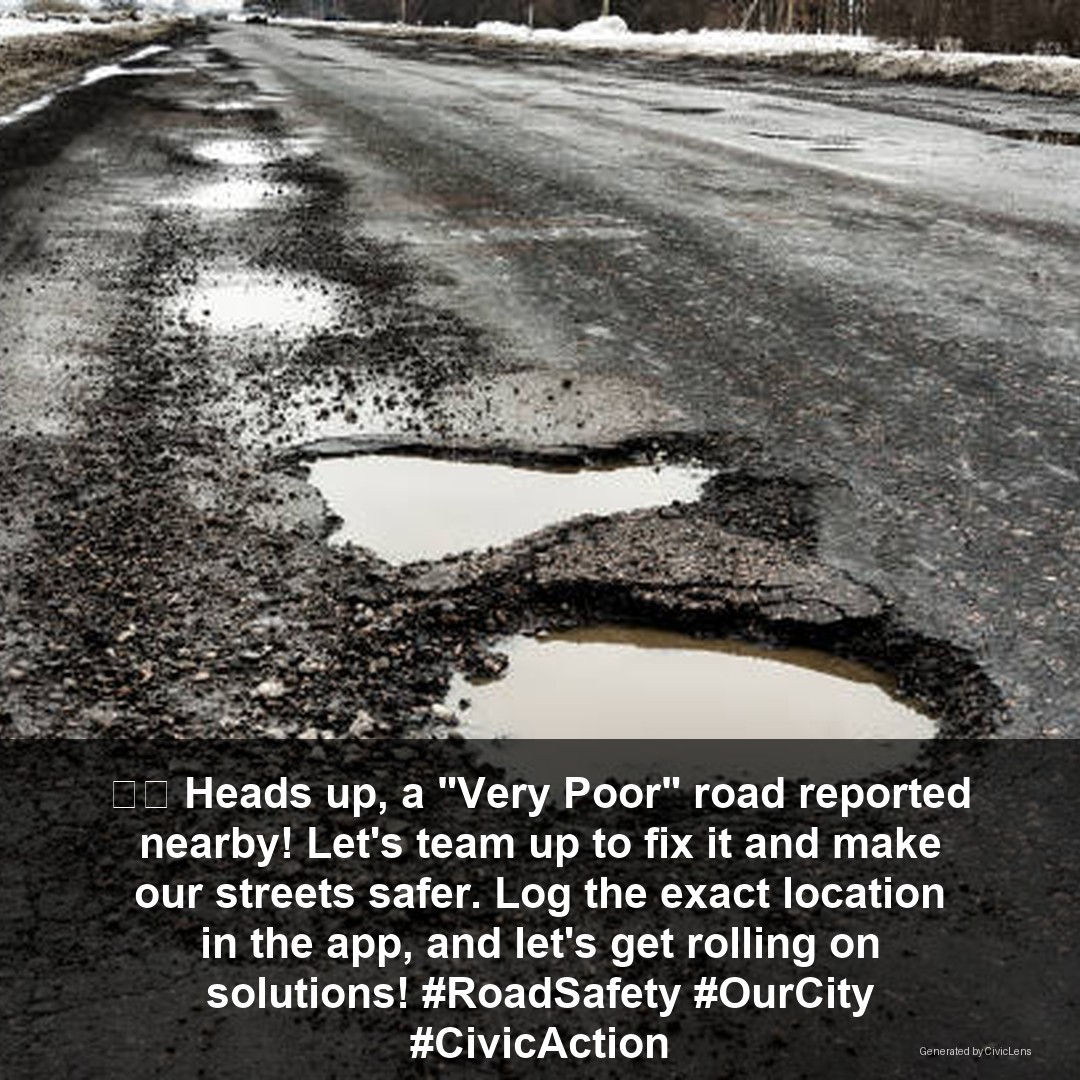 Heads up, a "Very Poor" road reported
nearby! Let's team up to fix it and make
our streets safer. Log the exact location
in the app, and let's get rolling on
solutions! #RoadSafety #OurCity
#CivicAction
Generated by CivicLens